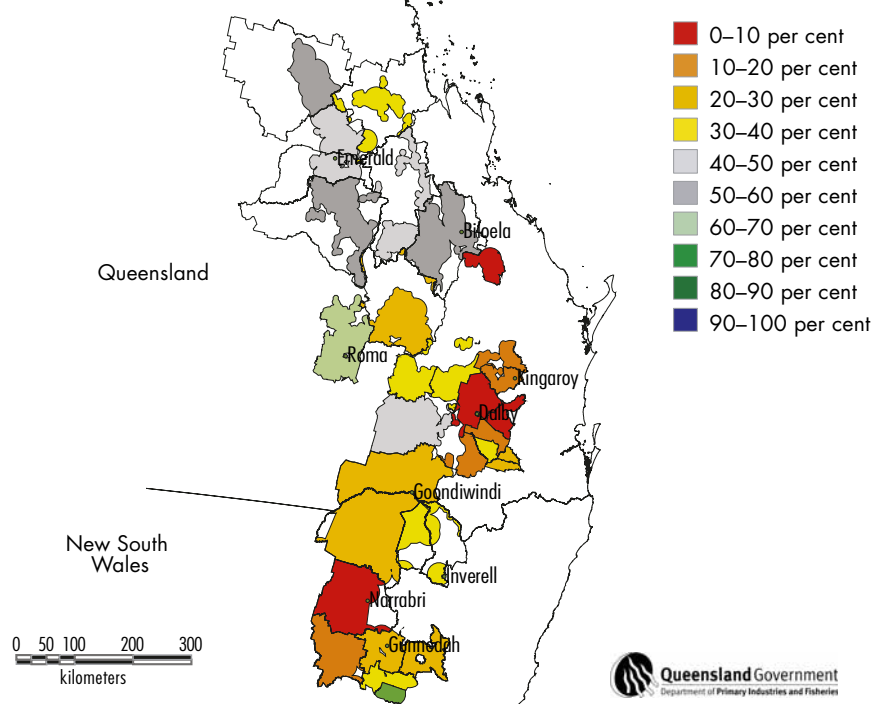 0–10 per cent
10–20 per cent
20–30 per cent
30–40 per cent
40–50 per cent
50–60 per cent
60–70 per cent
70–80 per cent
80–90 per cent
90–100 per cent
Emerald
Biloela
Queensland
Roma
Kingaroy
Dalby
Goondiwindi
New South
Wales
Inverell
Narrabri
Gunnedah
0 50 100 200 300
kilometers
Queensland Government
Department of Primary Industries and Fisheries